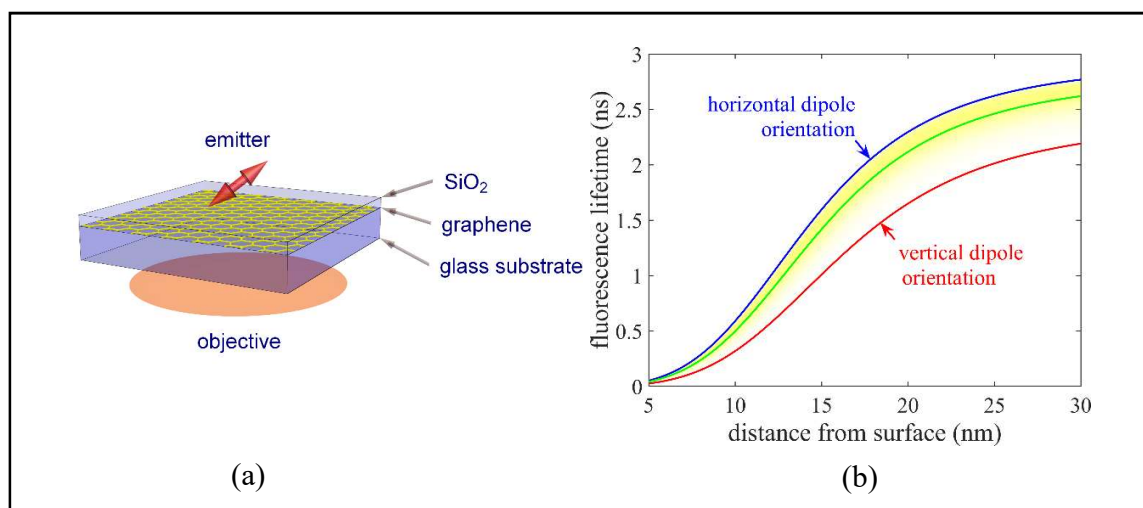 emitter
SiO₂
graphene
glass substrate
objective
(a)
3
2.5
2
1.5
1
0.5
0
fluorescence lifetime (ns)
horizontal dipole
orientation
vertical dipole
orientation
5
10
15
20
25
30
distance from surface (nm)
(b)